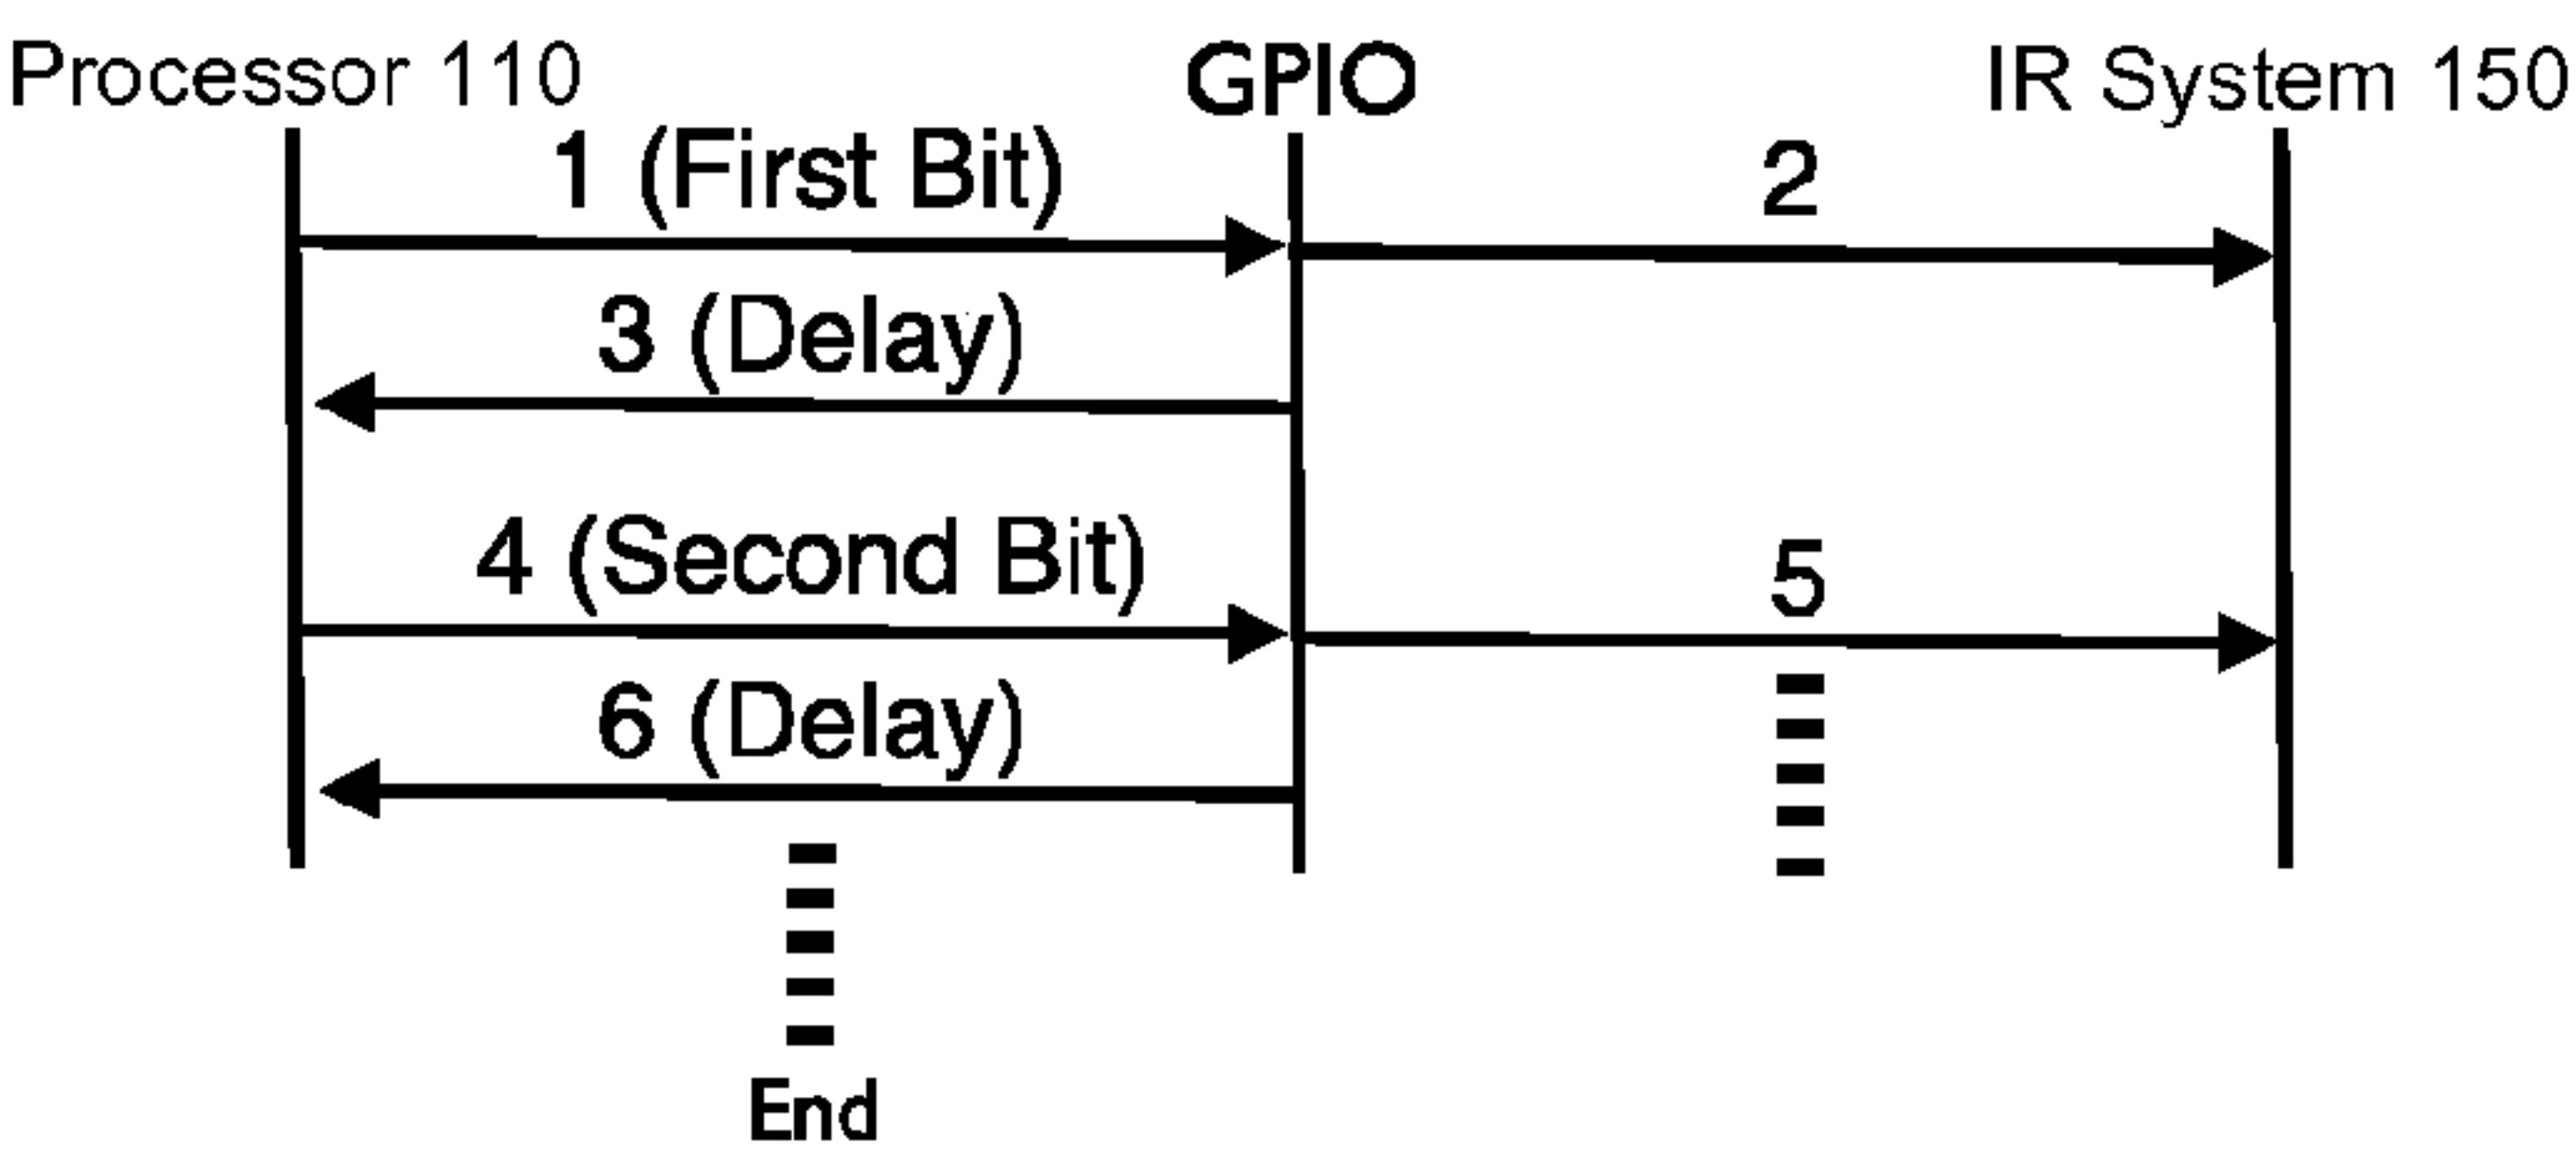 Processor 110 GPIO IR System 150
1 (First Bit) 2
3 (Delay)
4 (Second Bit) 5
6 (Delay)
End